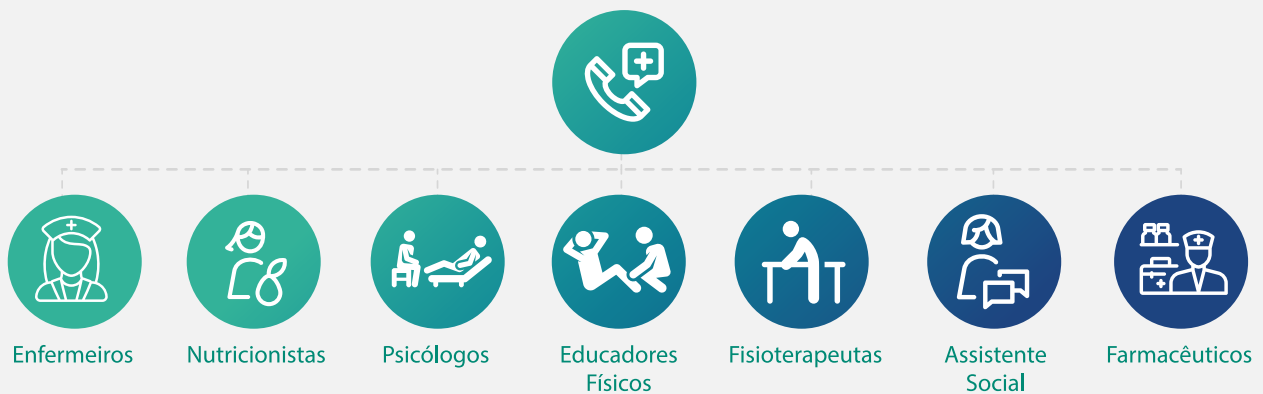 Enfermeiros
Nutricionistas
Psicólogos
Educadores
Físicos
Fisioterapeutas
Assistente
Social
Farmacêuticos